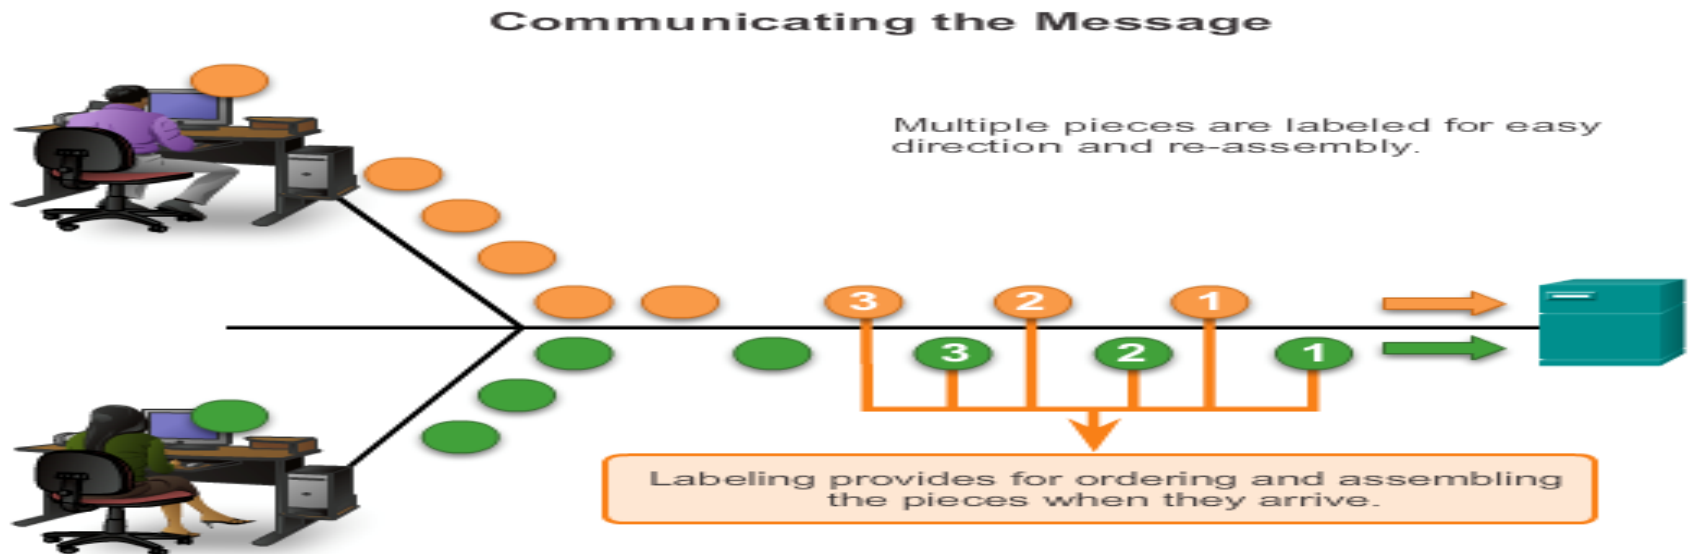 Communicating the Message
Multiple pieces are labeled for easy
direction and re-assembly.
3 2 1
3 2 1
Labeling provides for ordering and assembling
the pieces when they arrive.